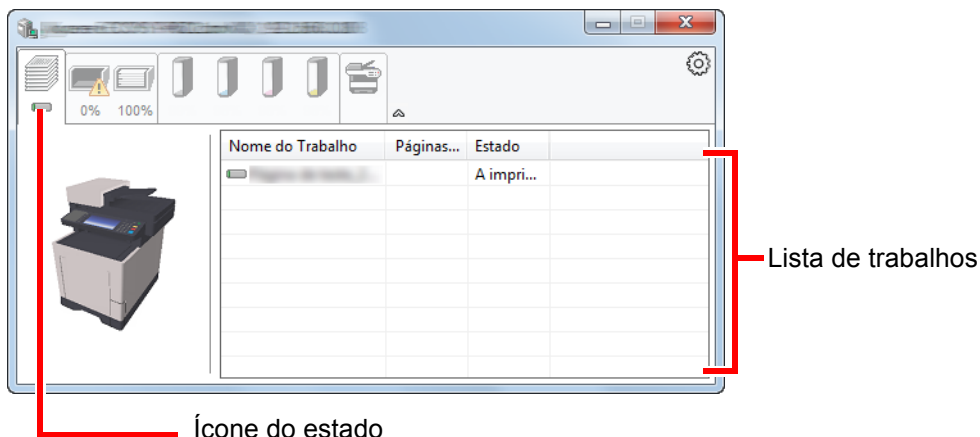 0% 100%
Nome do Trabalho Páginas... Estado
A impri...
Lista de trabalhos
Ícone do estado